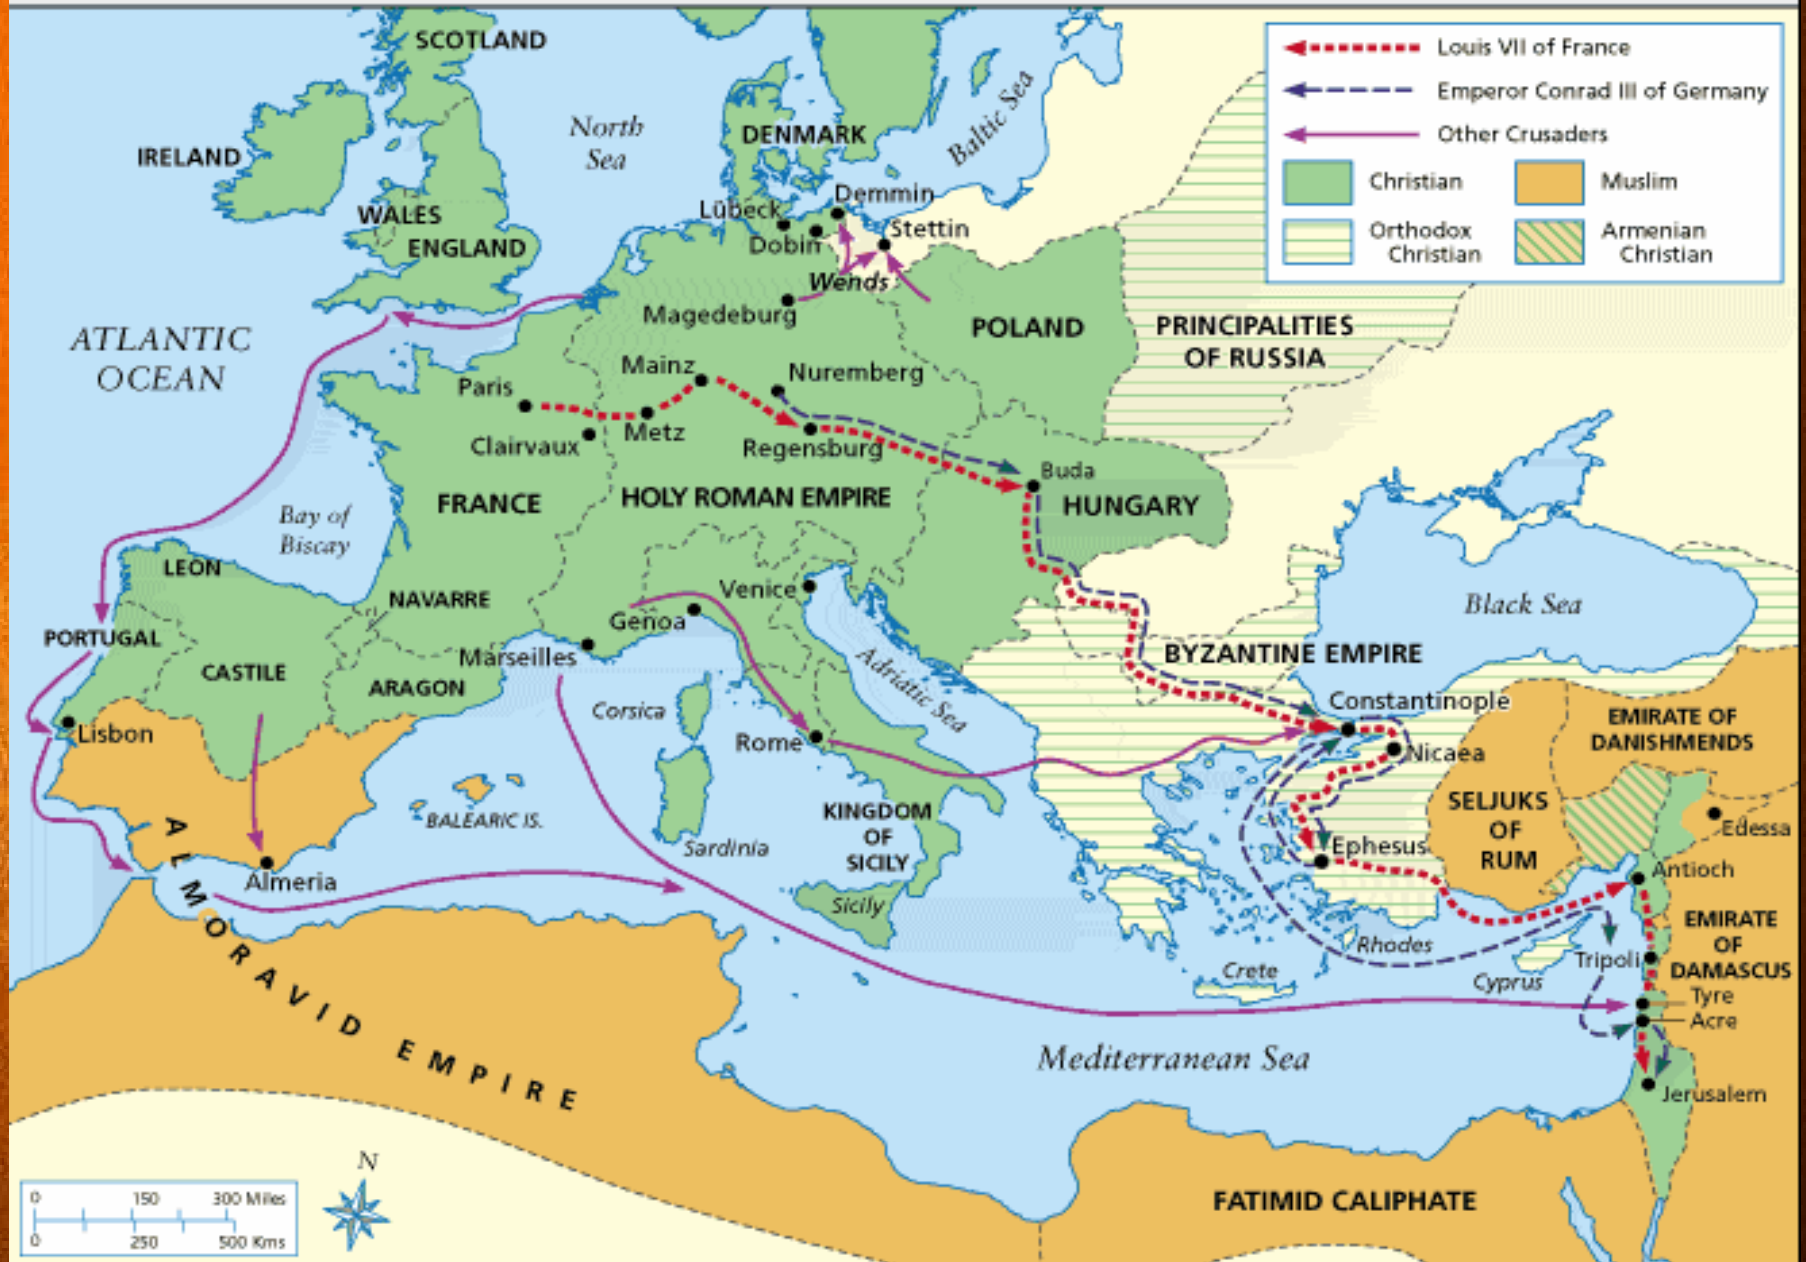 SCOTLAND
IRELAND
North
Sea
DENMARK
Baltic Sea
WALES
ENGLAND
Lübeck
Demmin
Dobin
Stettin
Wends
Magedeburg
ATLANTIC
OCEAN
POLAND
PRINCIPALITIES
OF RUSSIA
Louis VII of France
Emperor Conrad III of Germany
Other Crusaders
Christian
Muslim
Orthodox
Christian
Armenian
Christian
Paris
Mainz
Nuremberg
Clairvaux
Metz
Regensburg
Buda
FRANCE
HOLY ROMAN EMPIRE
HUNGARY
Bay of
Biscay
LEON
NAVARRE
Venice
Genoa
Black Sea
PORTUGAL
CASTILE
Marseilles
ARAGON
Corsica
Adriatic Sea
BYZANTINE EMPIRE
Constantinople
Lisbon
Rome
Nicaea
EMIRATE OF
DANISHMENDS
BALEARIC IS.
Sardinia
KINGDOM
OF
SICILY
SELJUKS
OF
RUM
Edessa
Ephesus
Antioch
Almeria
Sicily
ALMORAVID EMPIRE
Rhodes
Crete
Cyprus
Tripoli
EMIRATE
OF
DAMASCUS
Tyre
Acre
Mediterranean Sea
Jerusalem
FATIMID CALIPHATE
N
0 150 300 Miles
0 250 500 Kms